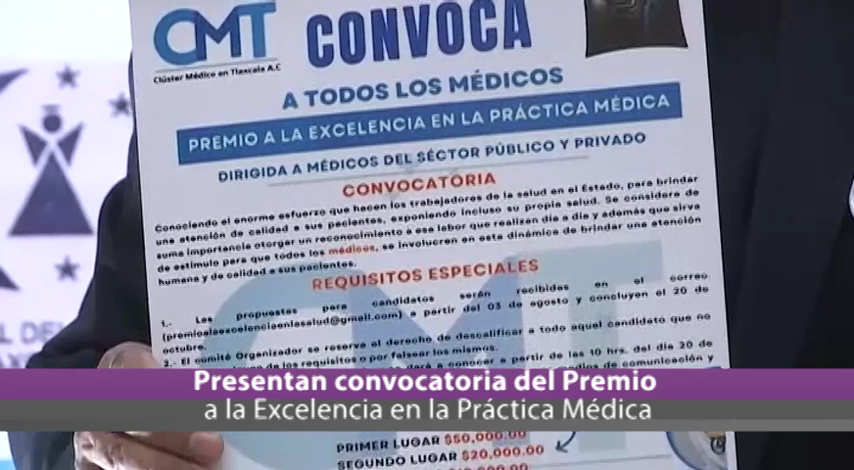 CMT
Clúster Médico en Tlaxcala A.C
CONVOCA
A TODOS LOS MÉDICOS
PREMIO A LA EXCELENCIA EN LA PRÁCTICA MÉDICA
DIRIGIDA A MÉDICOS DEL SÉCTOR PÚBLICO Y PRIVADO
CONVOCATORIA
Conociendo el enorme esfuerzo que hacen los trabajadores de la salud en el Estado, para brindar
una atención de calidad a sus pacientes, exponiendo incluso su propia salud. Se considera de
suma importancia otorgar un reconocimiento a esa labor que realizan día a día y además que sirve
de estímulo para que todos los médicos, se involucren en esta dinámica de brindar una atención
humana y de calidad a sus pacientes.
REQUISITOS ESPECIALES
1.- Las propuestas para candidatos serán recibidas en el correo
(premioalaexcelenciaenlasalud@gmail.com) a partir del 03 de agosto y concluyen el 20 de
octubre.
2.- El comité Organizador se reserva el derecho de descalificar a todo aquel candidato que no
de los requisitos o por falsear los mismos.
dará a conocer a partir de las 10 hrs. del día 20 de
medios de comunicación y
Presentan convocatoria del Premio
a la Excelencia en la Práctica Médica
PRIMER LUGAR $50,000.00
SEGUNDO LUGAR $20,000.00